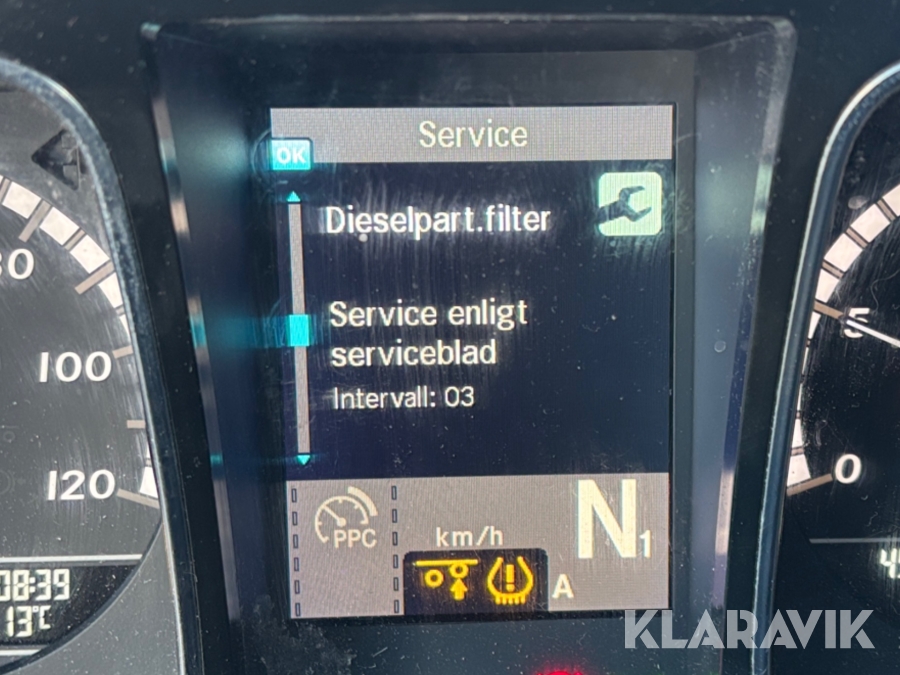 Service
OK
Dieselpart.filter
Service enligt
serviceblad
Intervall: 03
100
120
5
0
PPC
km/h
N1
A
08:39
13°C
KLARAVIK